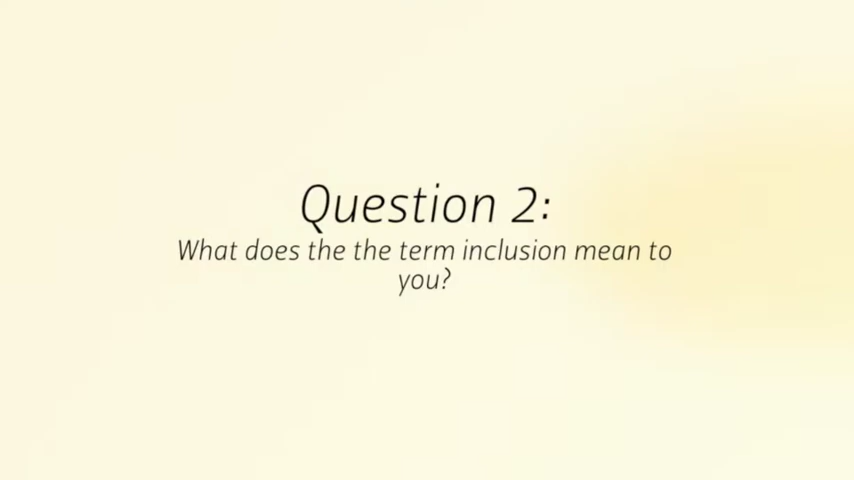 Question 2:
What does the the term inclusion mean to
you?